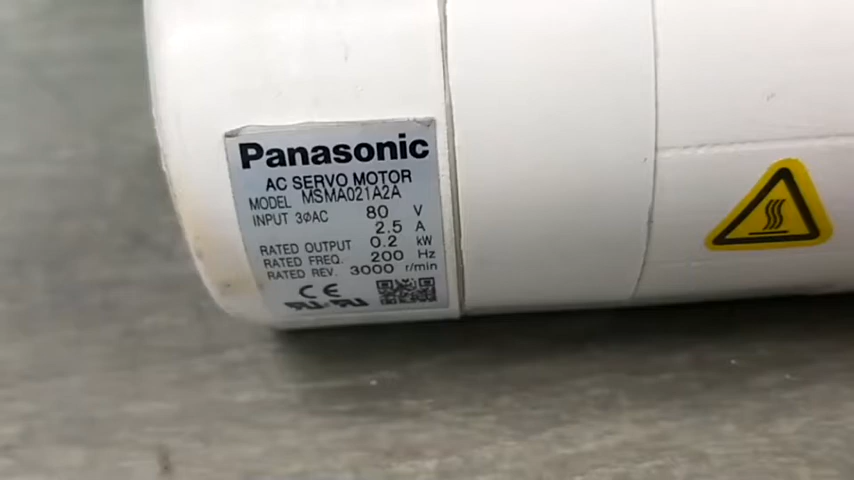 Panasonic
AC SERVO MOTOR
MODEL MSMA021A2A
INPUT 3øAC 80 V
2.5 A
RATED OUTPUT 0.2 kW
RATED FREQ. 200 Hz
RATED REV. 3000 r/min
CE